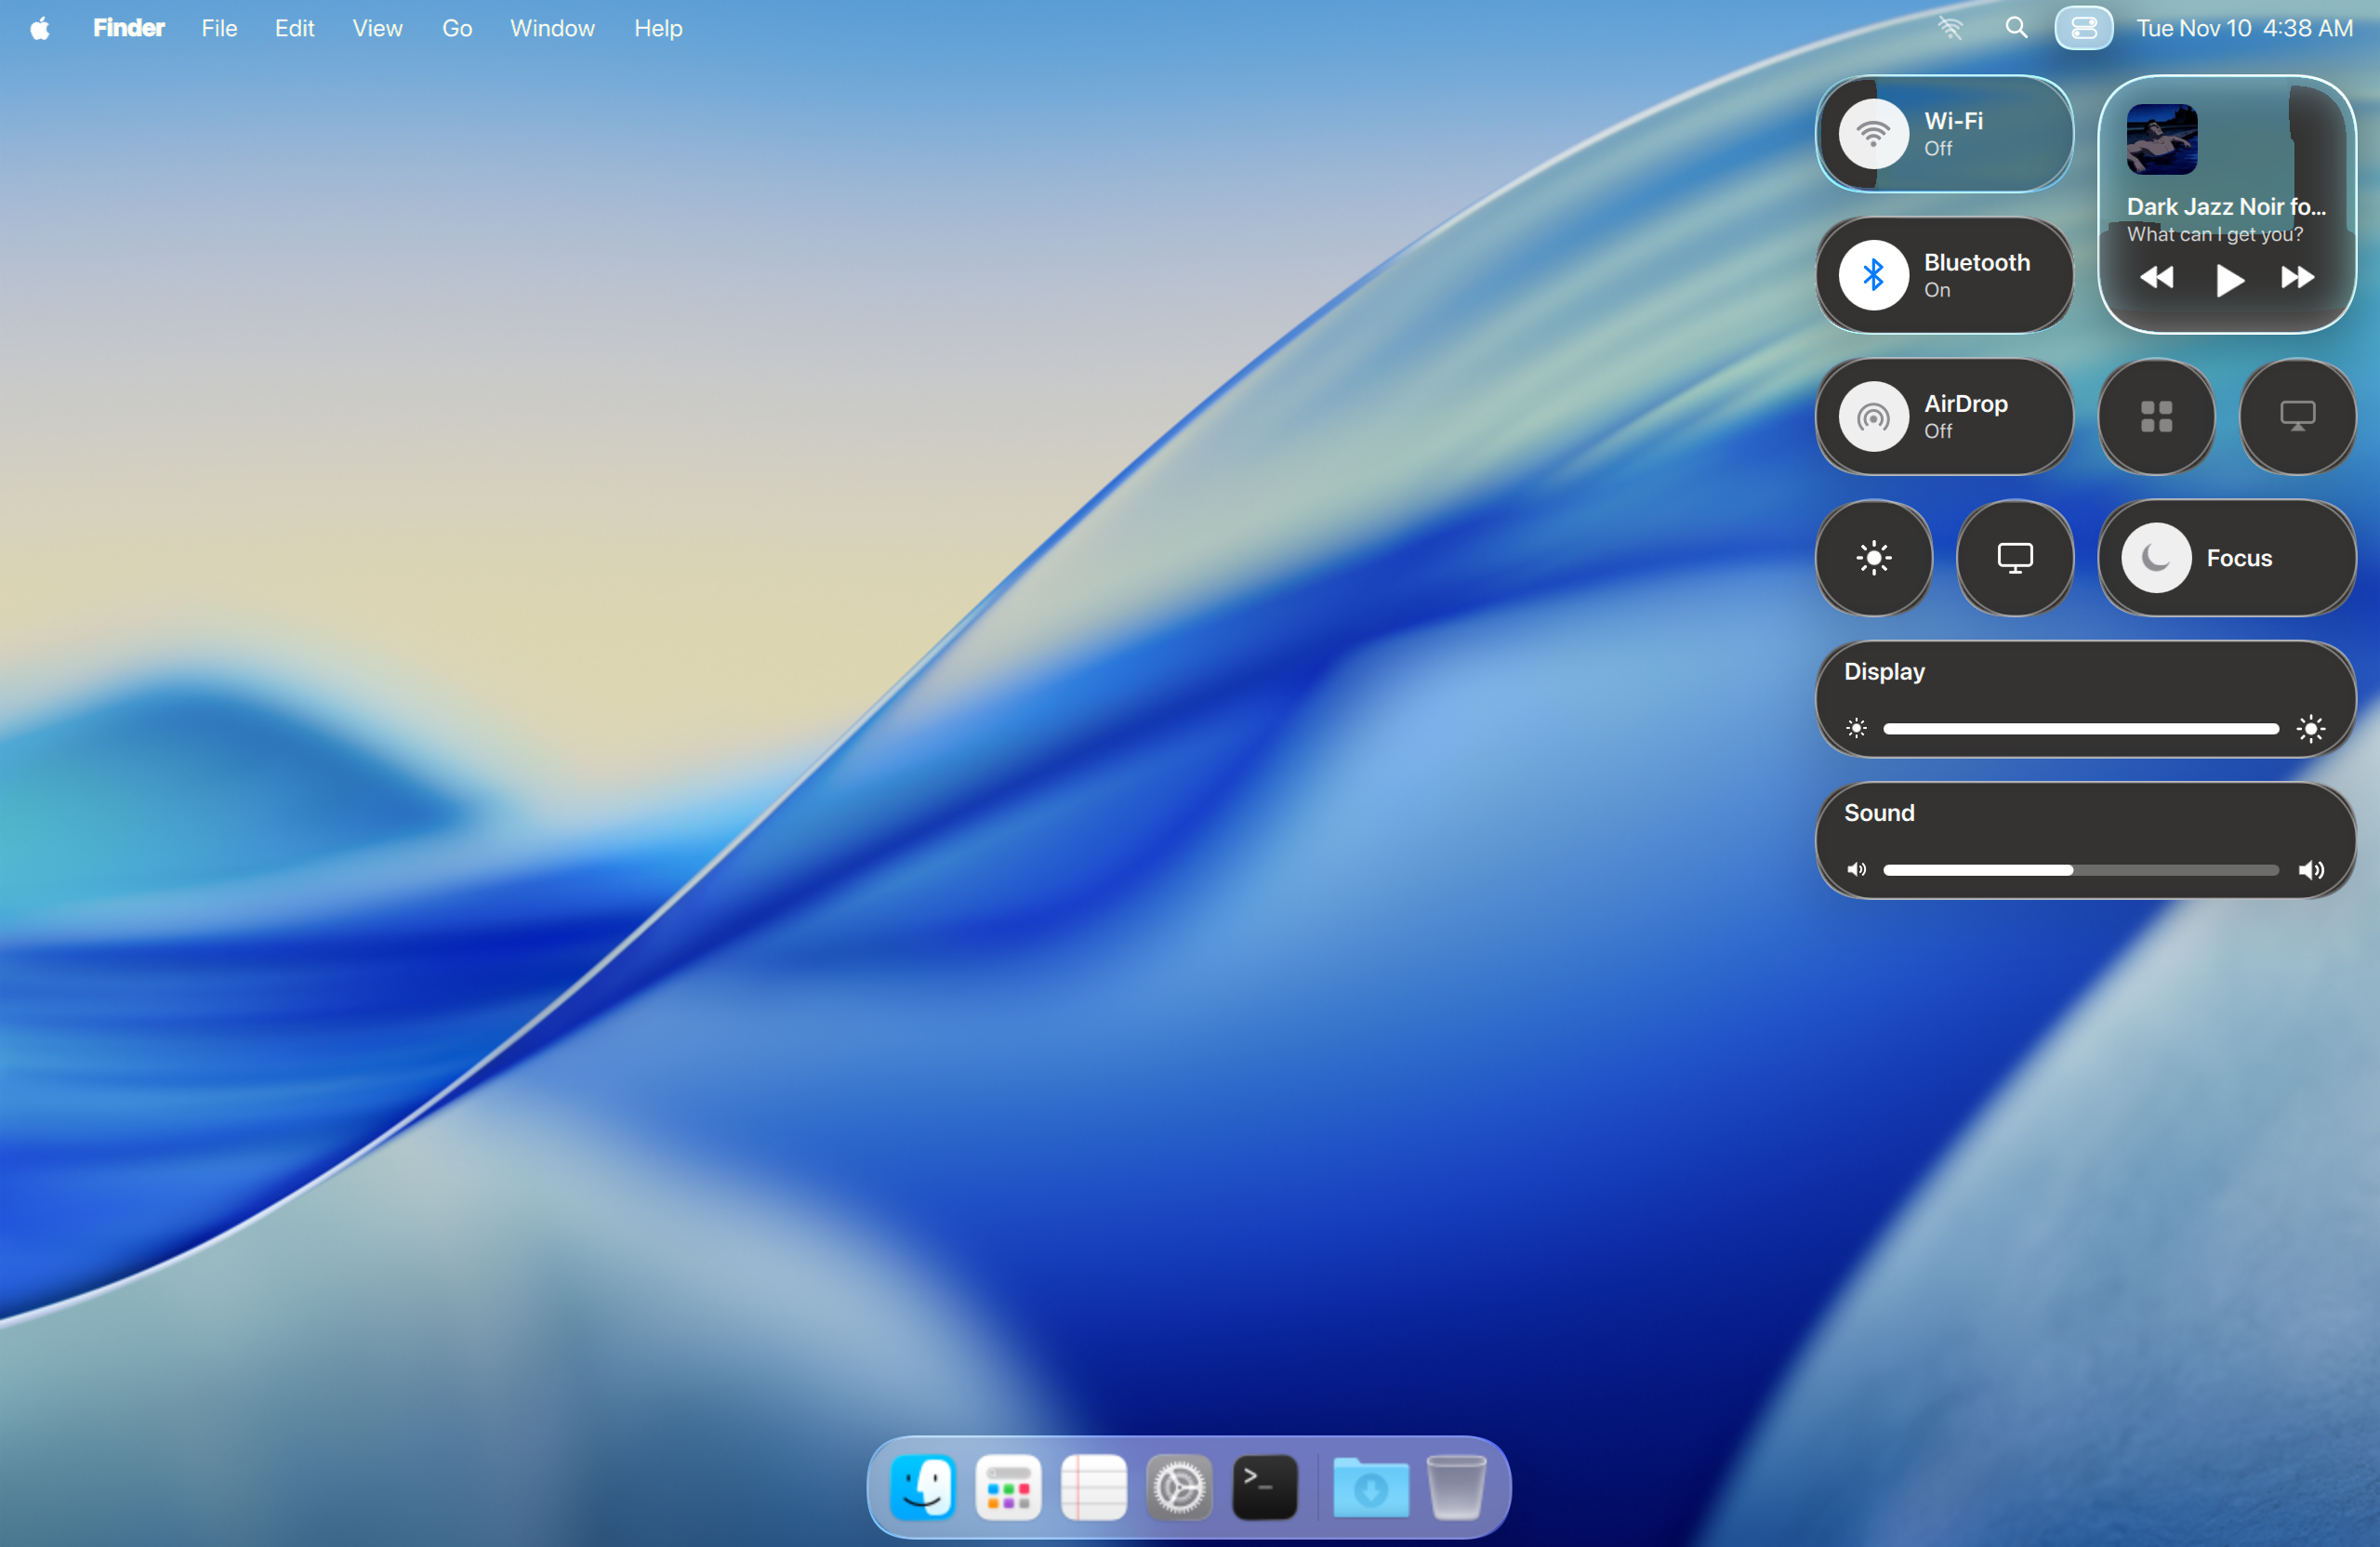 Finder File Edit View Go Window Help Tue Nov 10 4:38 AM
Wi-Fi
Off
Dark Jazz Noir fo...
What can I get you?
Bluetooth
On
AirDrop
Off
Focus
Display
Sound
>_